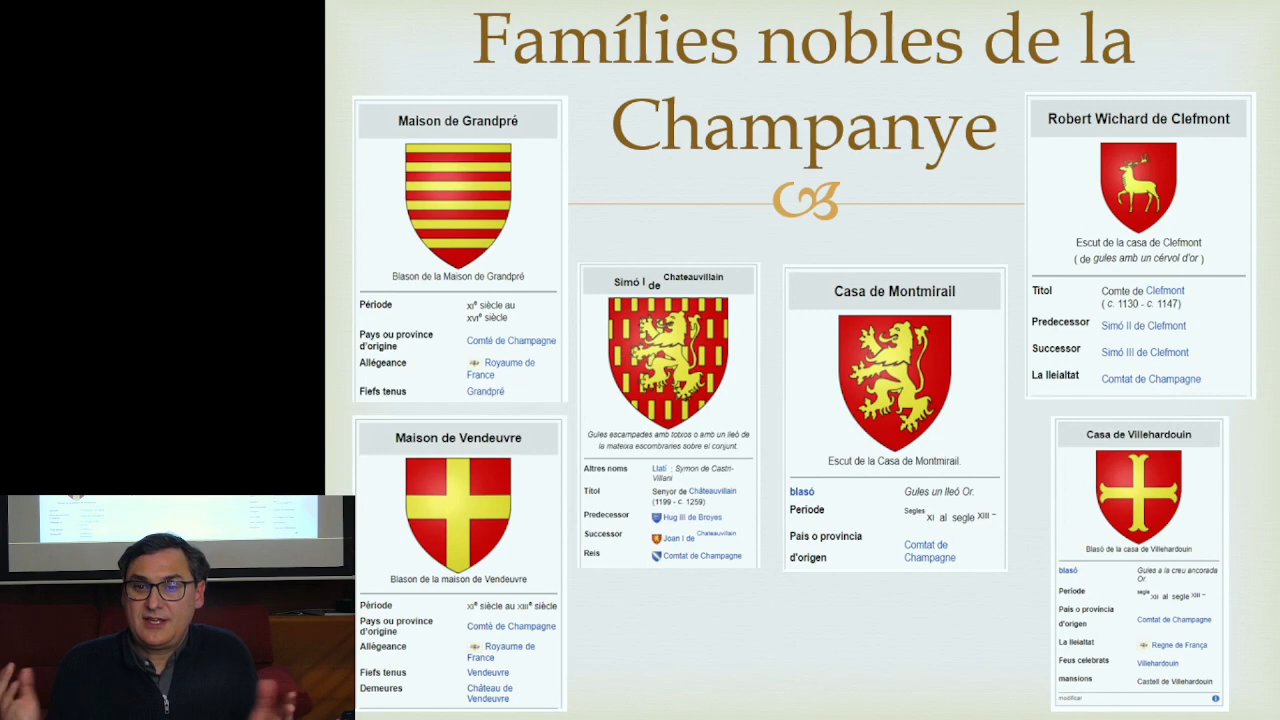 Famílies nobles de la
Champanye
Maison de Grandpré
Blason de la Maison de Grandpré
Période
XIe siècle au
XVIe siècle
Pays ou province
d'origine
Comté de Champagne
Allégeance
Royaume de
France
Fiefs tenus
Grandpré
Maison de Vendeuvre
Blason de la maison de Vendeuvre
Période
XIe siècle au XIIIe siècle
Pays ou province
d'origine
Comté de Champagne
Allégeance
Royaume de
France
Fiefs tenus
Vendeuvre
Demeures
Château de
Vendeuvre
Simó I de Chateauvillain
Gules escampades amb totxos o amb un lleó de
la mateixa escombraries sobre el conjunt.
Altres noms
Llatí : Symon de Castri-
Villani
Títol
Senyor de Châteauvillain
(1199 - c. 1259)
Predecessor
Hug III de Broyes
Successor
Joan I de Chateauvillain
Reis
Comtat de Champagne
Casa de Montmirail
Escut de la Casa de Montmirail.
blasó
Gules un lleó Or.
Periode
Segles XI al segle XIII –
Pais o provincia
d'origen
Comtat de
Champagne
Robert Wichard de Clefmont
Escut de la casa de Clefmont
( de gules amb un cérvol d'or )
Títol
Comte de Clefmont
( c. 1130 - c. 1147)
Predecessor
Simó II de Clefmont
Successor
Simó III de Clefmont
La lleialtat
Comtat de Champagne
Casa de Villehardouin
Blasó de la casa de Villehardouin
blasó
Gules a la creu ancorada
Or.
Periode
segle XII al segle XIII –
País o província
d'origen
Comtat de Champagne
La lleialtat
Regne de França
Feus celebrats
Villehardouin
mansions
Castell de Villehardouin
modificar